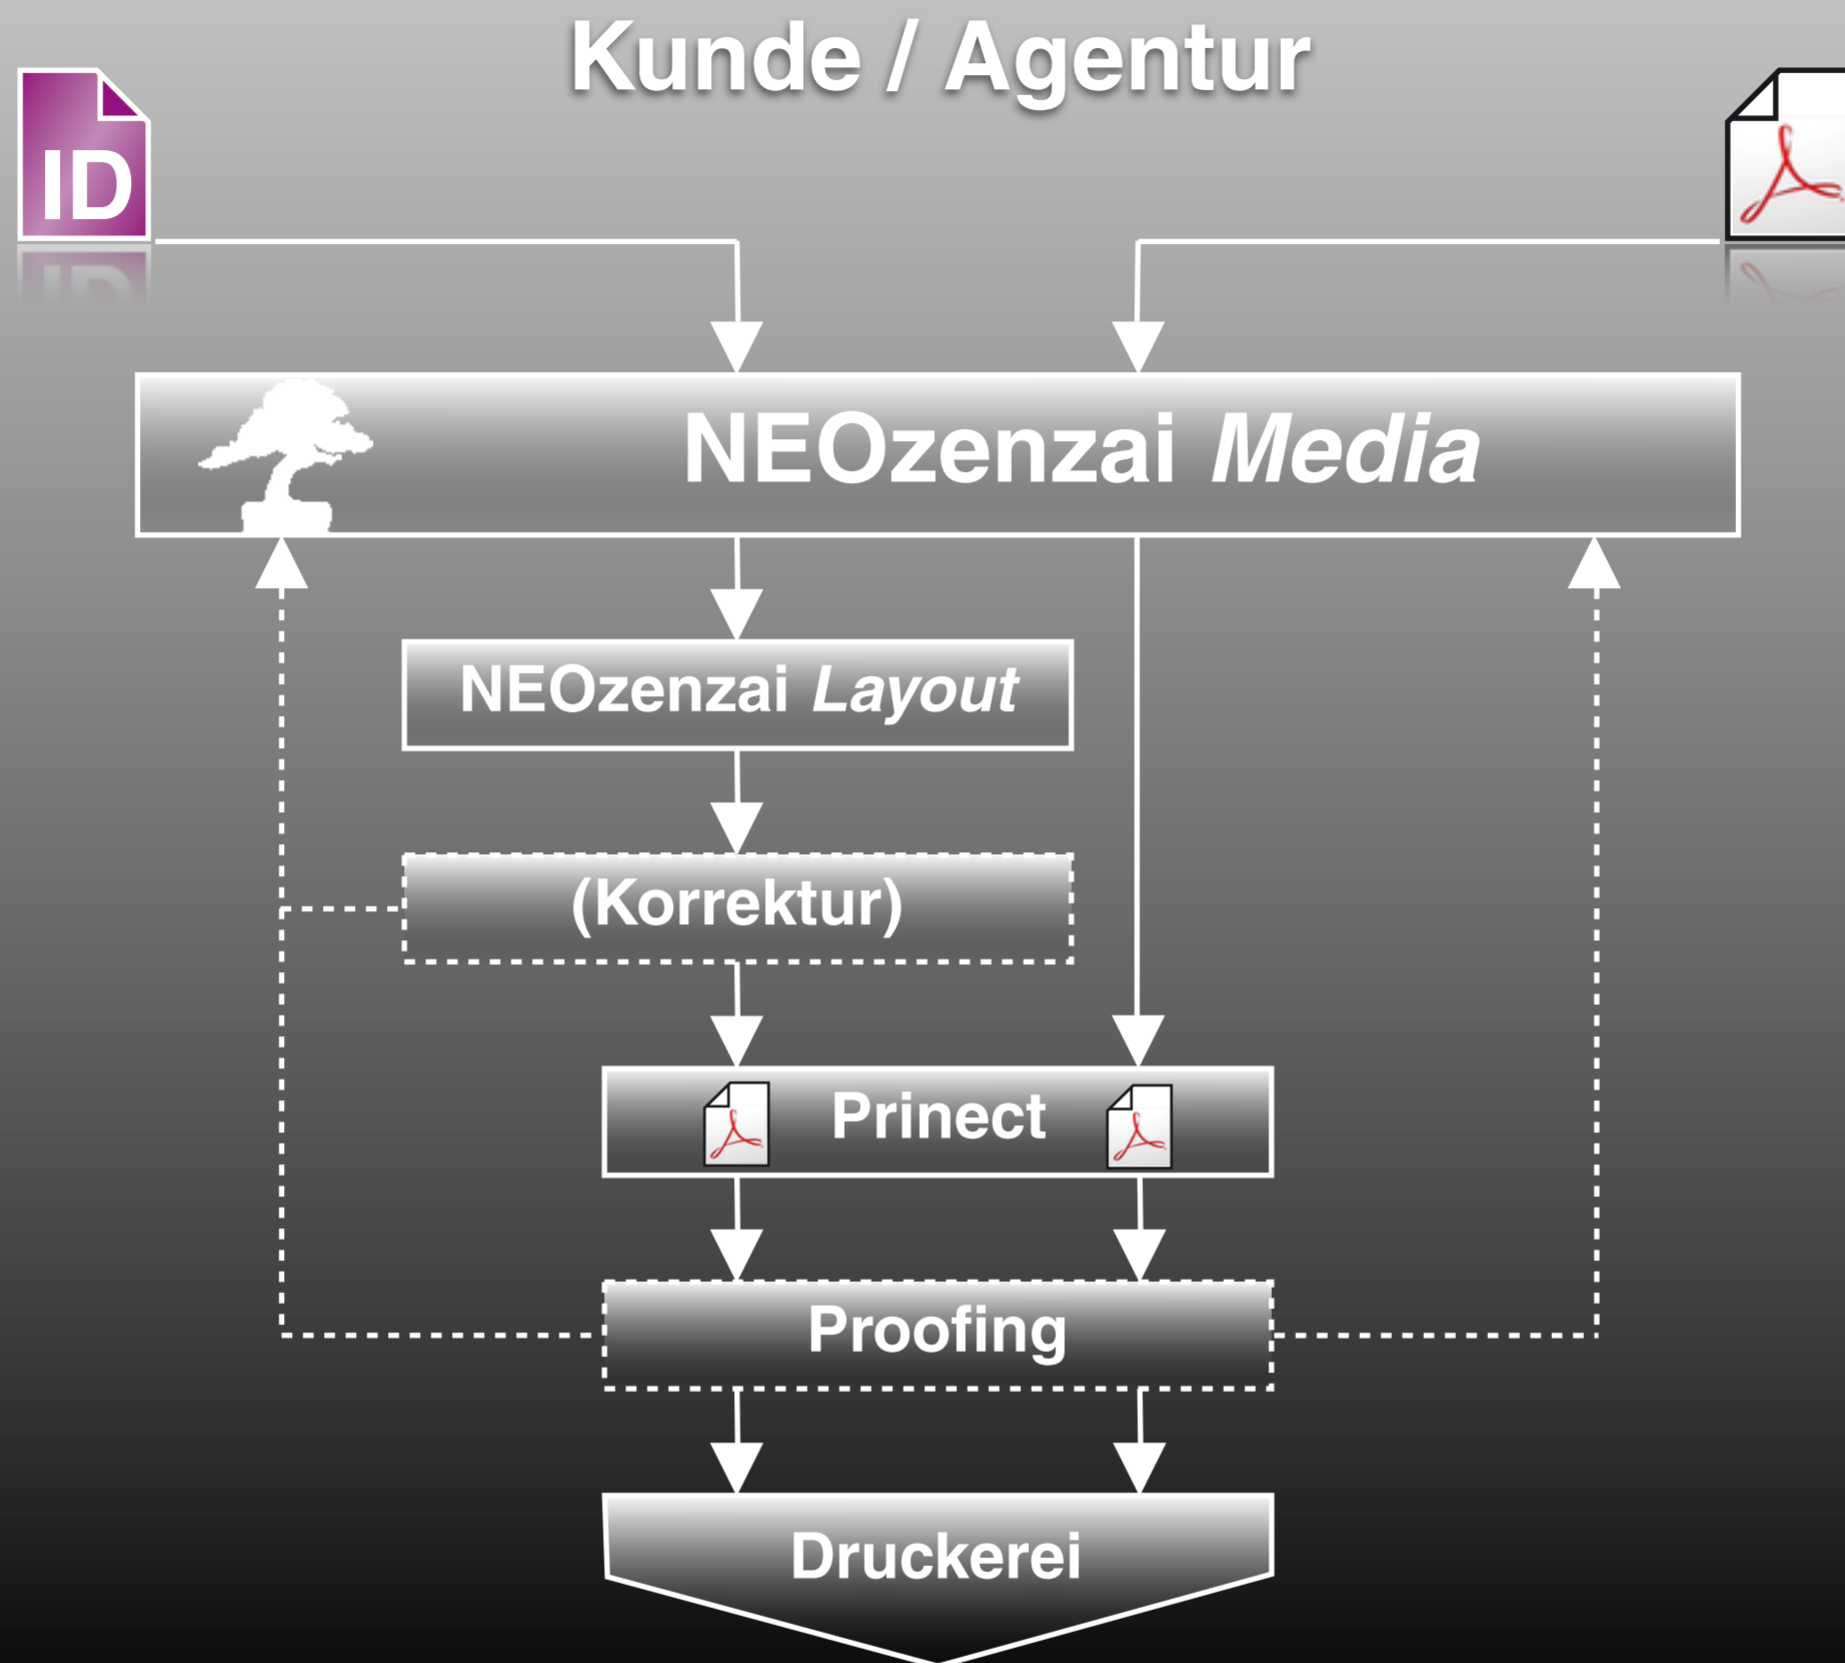 Kunde / Agentur
ID
NEOzenzai Media
NEOzenzai Layout
(Korrektur)
Prinect
Proofing
Druckerei